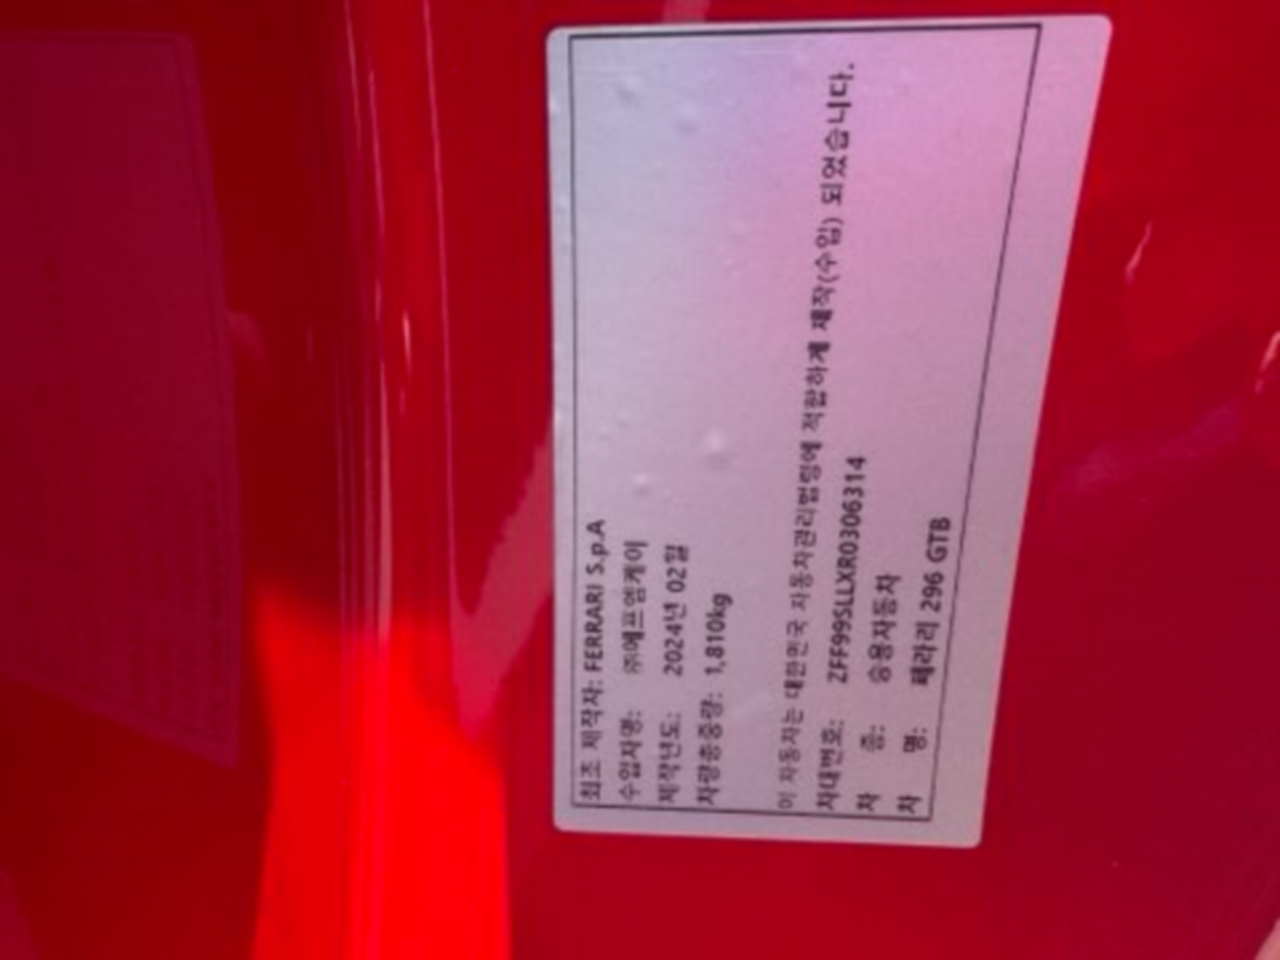 최초 제작자: FERRARI S.p.A
수입자명: ㈜에프엠케이
제작년도: 2024년 02월
차량총중량: 1,810kg
이 자동차는 대한민국 자동차관리법령에 적합하게 제작(수입) 되었습니다.
차대번호: ZFF99SLLXR0306314
차 종: 승용자동차
차 명: 페라리 296 GTB